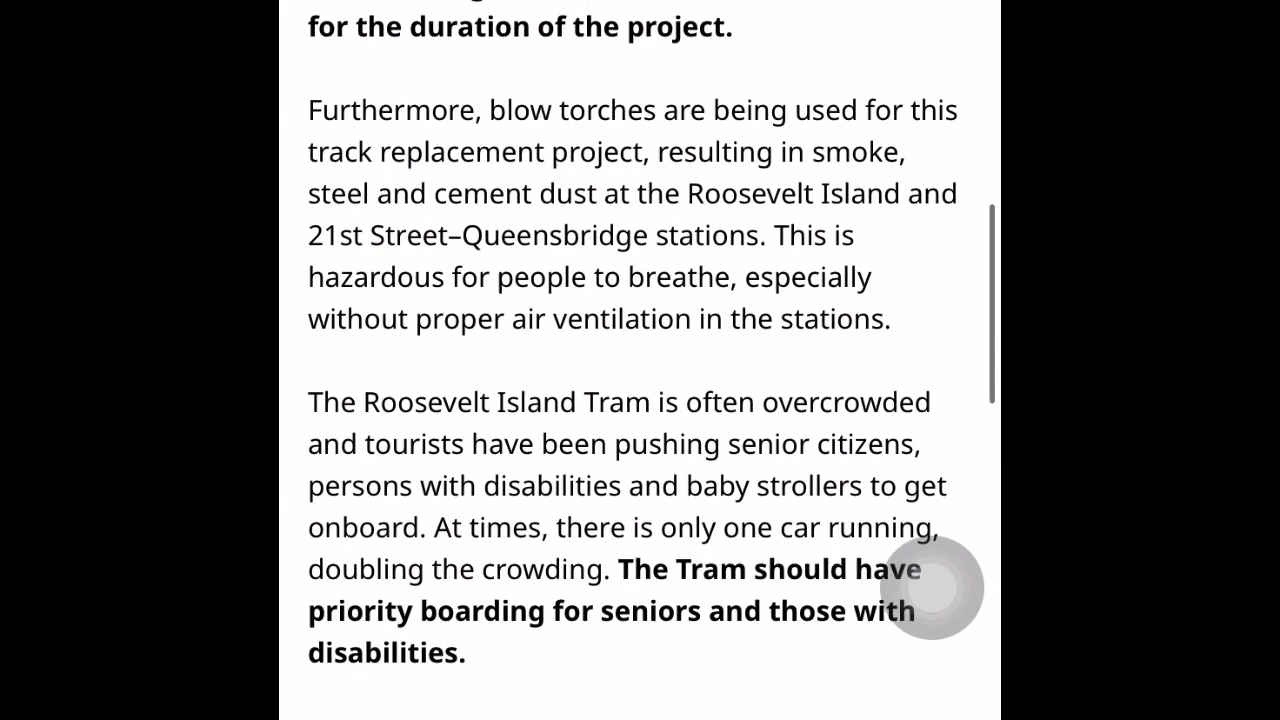 for the duration of the project.
Furthermore, blow torches are being used for this
track replacement project, resulting in smoke,
steel and cement dust at the Roosevelt Island and
21st Street–Queensbridge stations. This is
hazardous for people to breathe, especially
without proper air ventilation in the stations.
The Roosevelt Island Tram is often overcrowded
and tourists have been pushing senior citizens,
persons with disabilities and baby strollers to get
onboard. At times, there is only one car running,
doubling the crowding. The Tram should have
priority boarding for seniors and those with
disabilities.